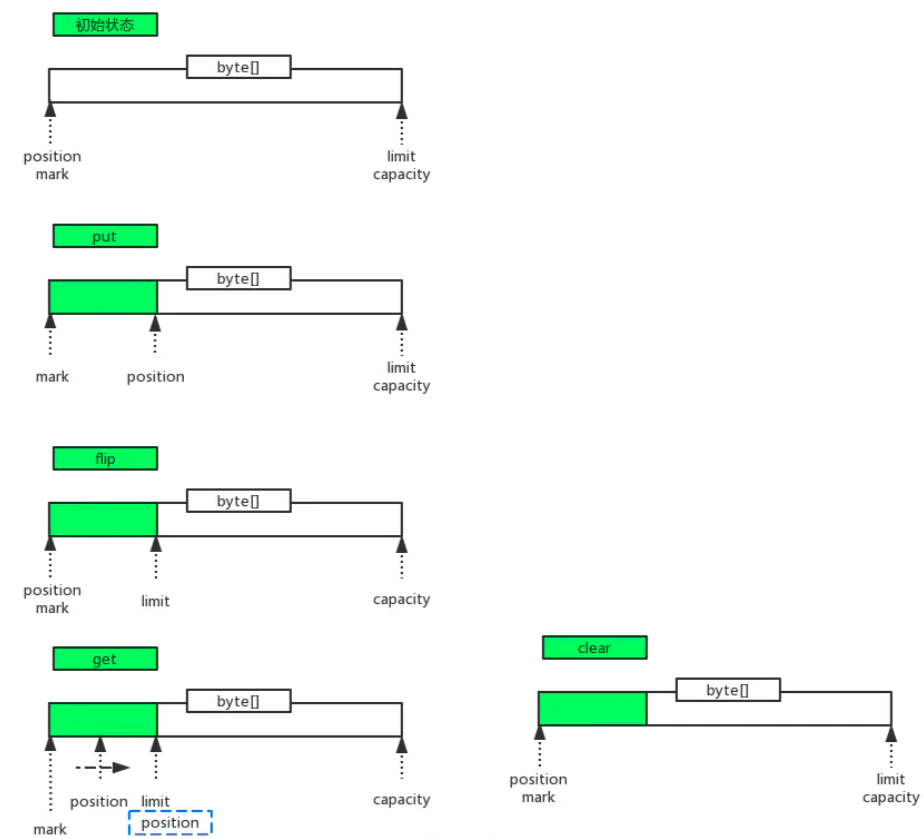 初始状态
byte[]
position
mark
limit
capacity
put
byte[]
mark
position
limit
capacity
flip
byte[]
position
mark
limit
capacity
get
byte[]
position
limit
capacity
mark
position
clear
byte[]
position
mark
limit
capacity